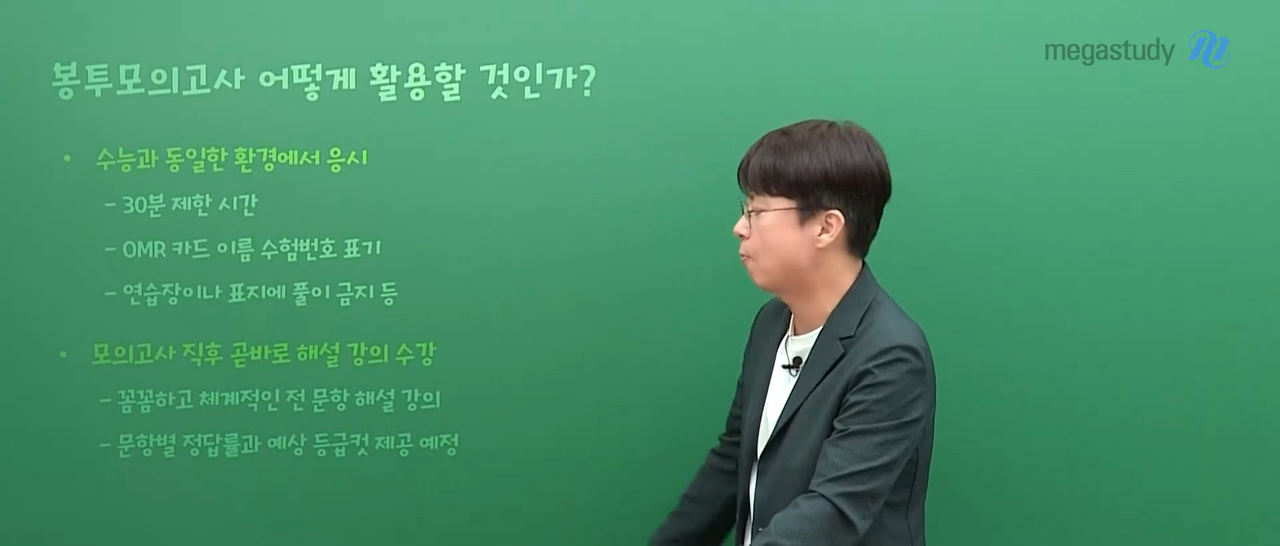 megastudy
봉투모의고사 어떻게 활용할 것인가?
• 수능과 동일한 환경에서 응시
- 30분 제한 시간
- OMR 카드 이름 수험번호 표기
- 연습장이나 표지에 풀이 금지 등
• 모의고사 직후 곧바로 해설 강의 수강
- 꼼꼼하고 체계적인 전 문항 해설 강의
- 문항별 정답률과 예상 등급컷 제공 예정